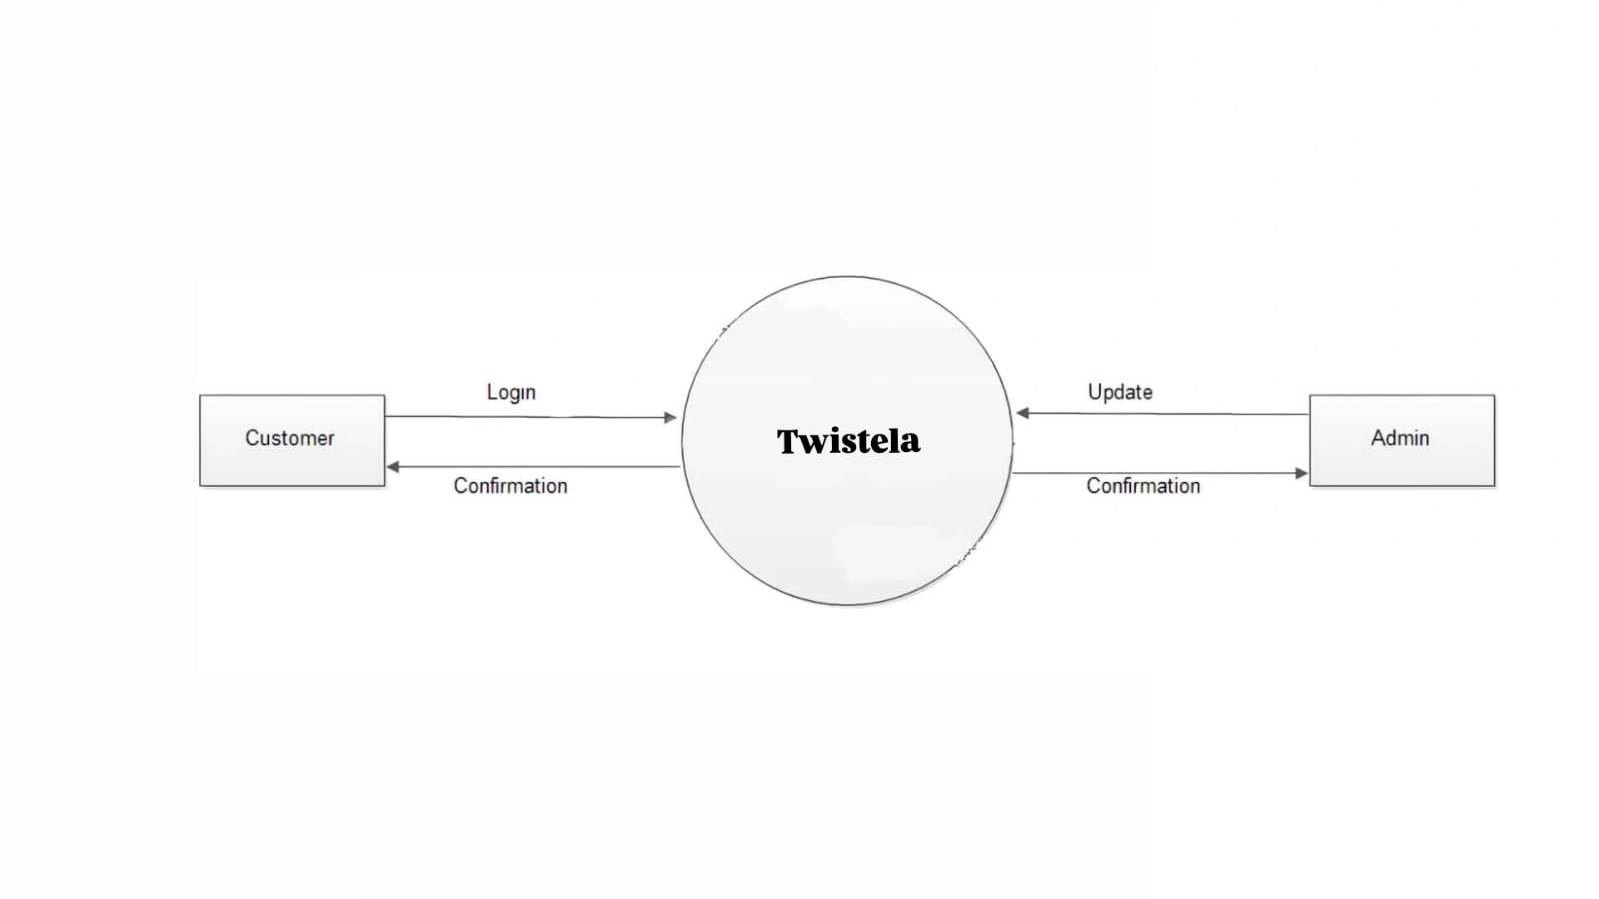 Login
Update
Customer
Twistela
Admin
Confirmation
Confirmation